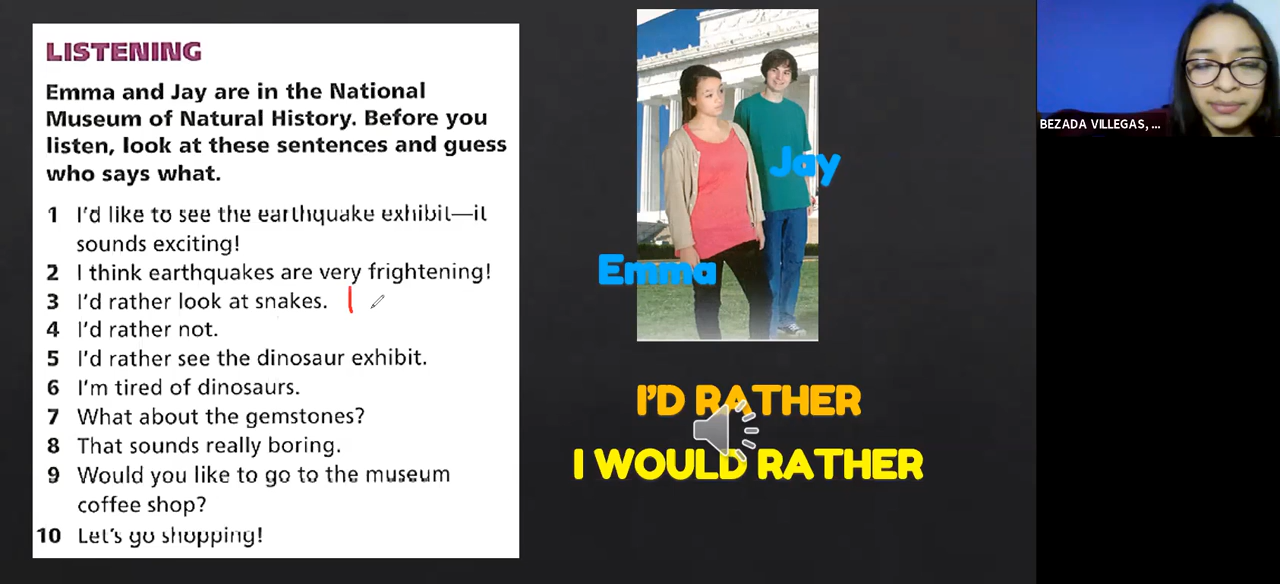 LISTENING
Emma and Jay are in the National
Museum of Natural History. Before you
listen, look at these sentences and guess
who says what.
1 I'd like to see the earthquake exhibit—it
sounds exciting!
2 I think earthquakes are very frightening!
3 I'd rather look at snakes.
4 I'd rather not.
5 I'd rather see the dinosaur exhibit.
6 I'm tired of dinosaurs.
7 What about the gemstones?
8 That sounds really boring.
9 Would you like to go to the museum
coffee shop?
10 Let's go shopping!
Jay
Emma
I'D RATHER
I WOULD RATHER
BEZADA VILLEGAS, ...